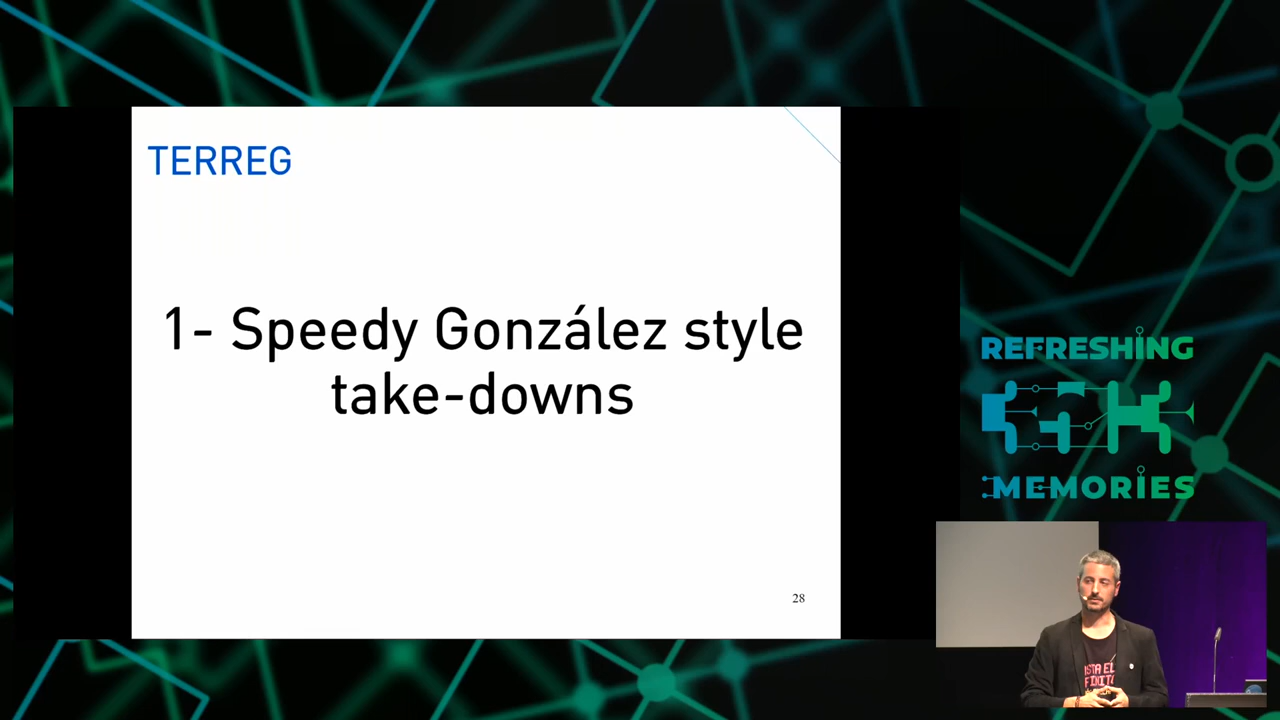 TERREG
1- Speedy González style
take-downs
28
REFRESHING
MEMORIES